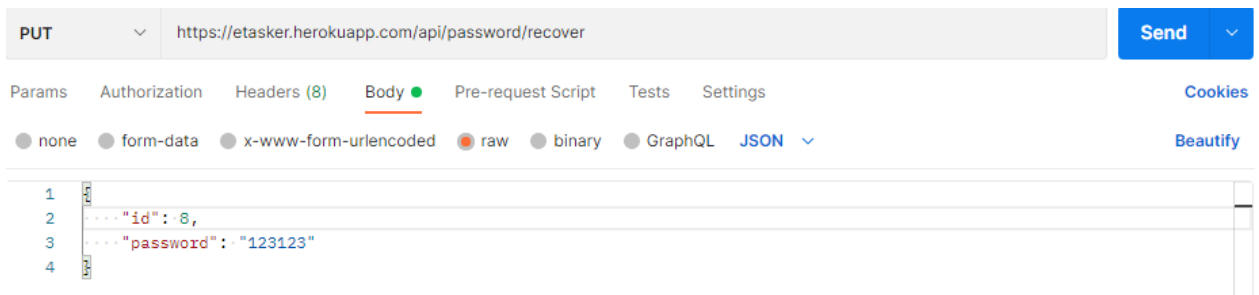 PUT https://etasker.herokuapp.com/api/password/recover Send
Params Authorization Headers (8) Body Pre-request Script Tests Settings Cookies
none form-data x-www-form-urlencoded raw binary GraphQL JSON Beautify
1 {
2 "id": 8,
3 "password": "123123"
4 }